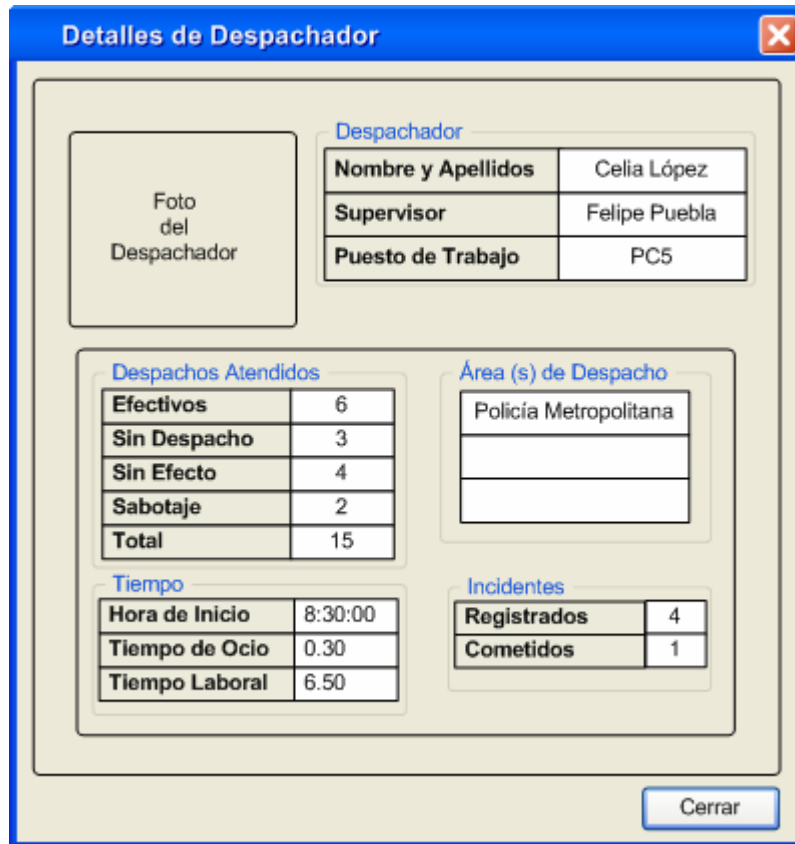 Detalles de Despachador
Foto
del
Despachador
Despachador
Nombre y Apellidos Celia López
Supervisor Felipe Puebla
Puesto de Trabajo PC5
Despachos Atendidos
Efectivos 6
Sin Despacho 3
Sin Efecto 4
Sabotaje 2
Total 15
Área (s) de Despacho
Policía Metropolitana
Tiempo
Hora de Inicio 8:30:00
Tiempo de Ocio 0.30
Tiempo Laboral 6.50
Incidentes
Registrados 4
Cometidos 1
Cerrar